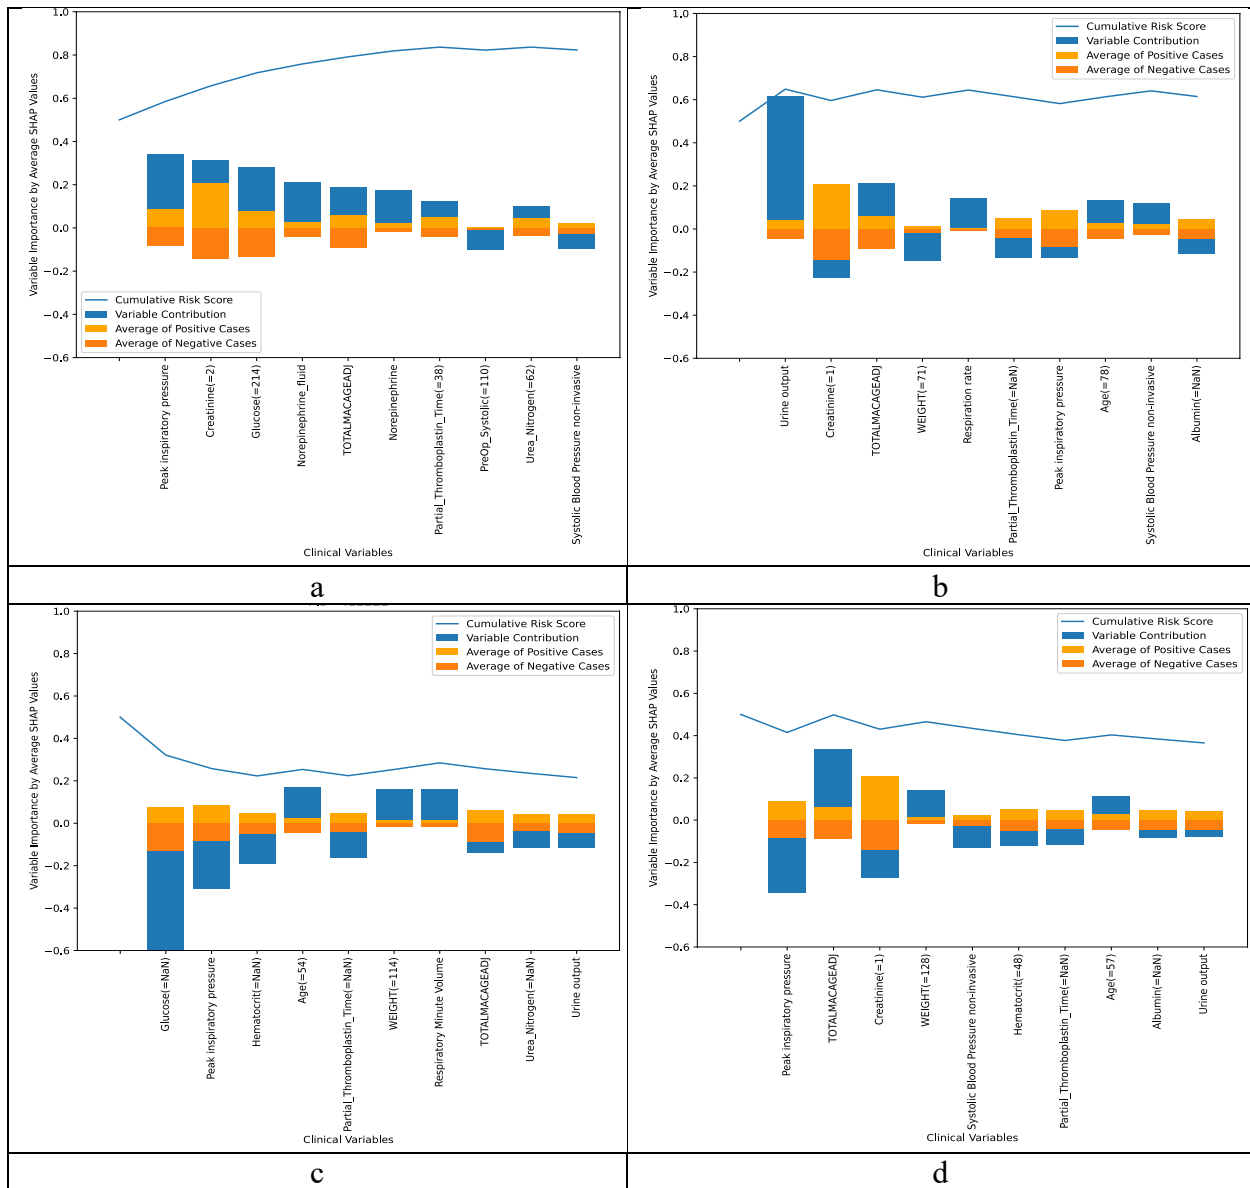 1.0
0.8
0.6
0.4
0.2
0.0
−0.2
−0.4
−0.6
Variable Importance by Average SHAP Values
Cumulative Risk Score
Variable Contribution
Average of Positive Cases
Average of Negative Cases
Peak inspiratory pressure
Creatinine(=2)
Glucose(=214)
Norepinephrine_fluid
TOTALMACAGEADJ
Norepinephrine
Partial_Thromboplastin_Time(=38)
PreOp_Systolic(=110)
Urea_Nitrogen(=62)
Systolic Blood Pressure non-invasive
Clinical Variables
a
1.0
0.8
0.6
0.4
0.2
0.0
−0.2
−0.4
−0.6
Variable Importance by Average SHAP Values
Cumulative Risk Score
Variable Contribution
Average of Positive Cases
Average of Negative Cases
Urine output
Creatinine(=1)
TOTALMACAGEADJ
WEIGHT(=71)
Respiration rate
Partial_Thromboplastin_Time(=NaN)
Peak inspiratory pressure
Age(=78)
Systolic Blood Pressure non-invasive
Albumin(=NaN)
Clinical Variables
b
1.0
0.8
0.6
0.4
0.2
0.0
−0.2
−0.4
−0.6
Variable Importance by Average SHAP Values
Cumulative Risk Score
Variable Contribution
Average of Positive Cases
Average of Negative Cases
Glucose(=NaN)
Peak inspiratory pressure
Hematocrit(=NaN)
Age(=54)
Partial_Thromboplastin_Time(=NaN)
WEIGHT(=114)
Respiratory Minute Volume
TOTALMACAGEADJ
Urea_Nitrogen(=NaN)
Urine output
Clinical Variables
c
1.0
0.8
0.6
0.4
0.2
0.0
−0.2
−0.4
−0.6
Variable Importance by Average SHAP Values
Cumulative Risk Score
Variable Contribution
Average of Positive Cases
Average of Negative Cases
Peak inspiratory pressure
TOTALMACAGEADJ
Creatinine(=1)
WEIGHT(=128)
Systolic Blood Pressure non-invasive
Hematocrit(=48)
Partial_Thromboplastin_Time(=NaN)
Age(=57)
Albumin(=NaN)
Urine output
Clinical Variables
d